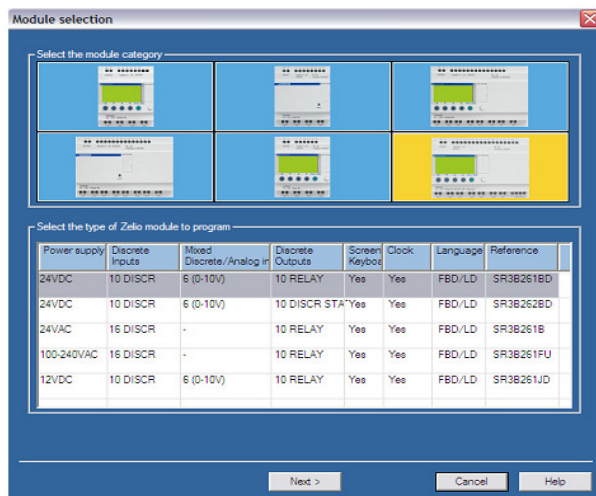 Module selection
Select the module category
Select the type of Zelio module to program
Power supply Discrete Inputs Mixed Discrete/Analog in Discrete Outputs Screen Keyboa Clock Language Reference
24VDC 10 DISCR 6 (0-10V) 10 RELAY Yes Yes FBD/LD SR3B261BD
24VDC 10 DISCR 6 (0-10V) 10 DISCR STA Yes Yes FBD/LD SR3B262BD
24VAC 16 DISCR - 10 RELAY Yes Yes FBD/LD SR3B261B
100-240VAC 16 DISCR - 10 RELAY Yes Yes FBD/LD SR3B261FU
12VDC 10 DISCR 6 (0-10V) 10 RELAY Yes Yes FBD/LD SR3B261JD
Next > Cancel Help